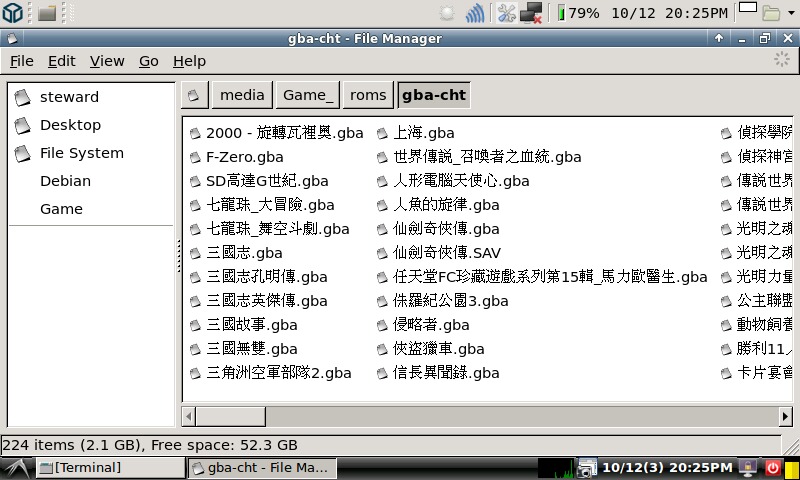 79% 10/12 20:25PM
gba-cht - File Manager
File Edit View Go Help
steward
Desktop
File System
Debian
Game
media Game_ roms gba-cht
2000 - 旋轉瓦裡奧.gba
F-Zero.gba
SD高達G世紀.gba
七龍珠_大冒險.gba
七龍珠_舞空斗劇.gba
三國志.gba
三國志孔明傳.gba
三國志英傑傳.gba
三國故事.gba
三國無雙.gba
三角洲空軍部隊2.gba
上海.gba
世界傳説_召喚者之血統.gba
人形電腦天使心.gba
人魚的旋律.gba
仙劍奇俠傳.gba
仙劍奇俠傳.SAV
任天堂FC珍藏遊戲系列第15輯_馬力歐醫生.gba
侏羅紀公園3.gba
侵略者.gba
俠盜獵車.gba
信長異聞錄.gba
偵探學院
偵探神宮
傳説世界
傳説世界
光明之魂
光明之魂
光明力量
公主聯盟
動物飼養
勝利11人
卡片宴會
224 items (2.1 GB), Free space: 52.3 GB
[Terminal] gba-cht - File Ma... 10/12(3) 20:25PM